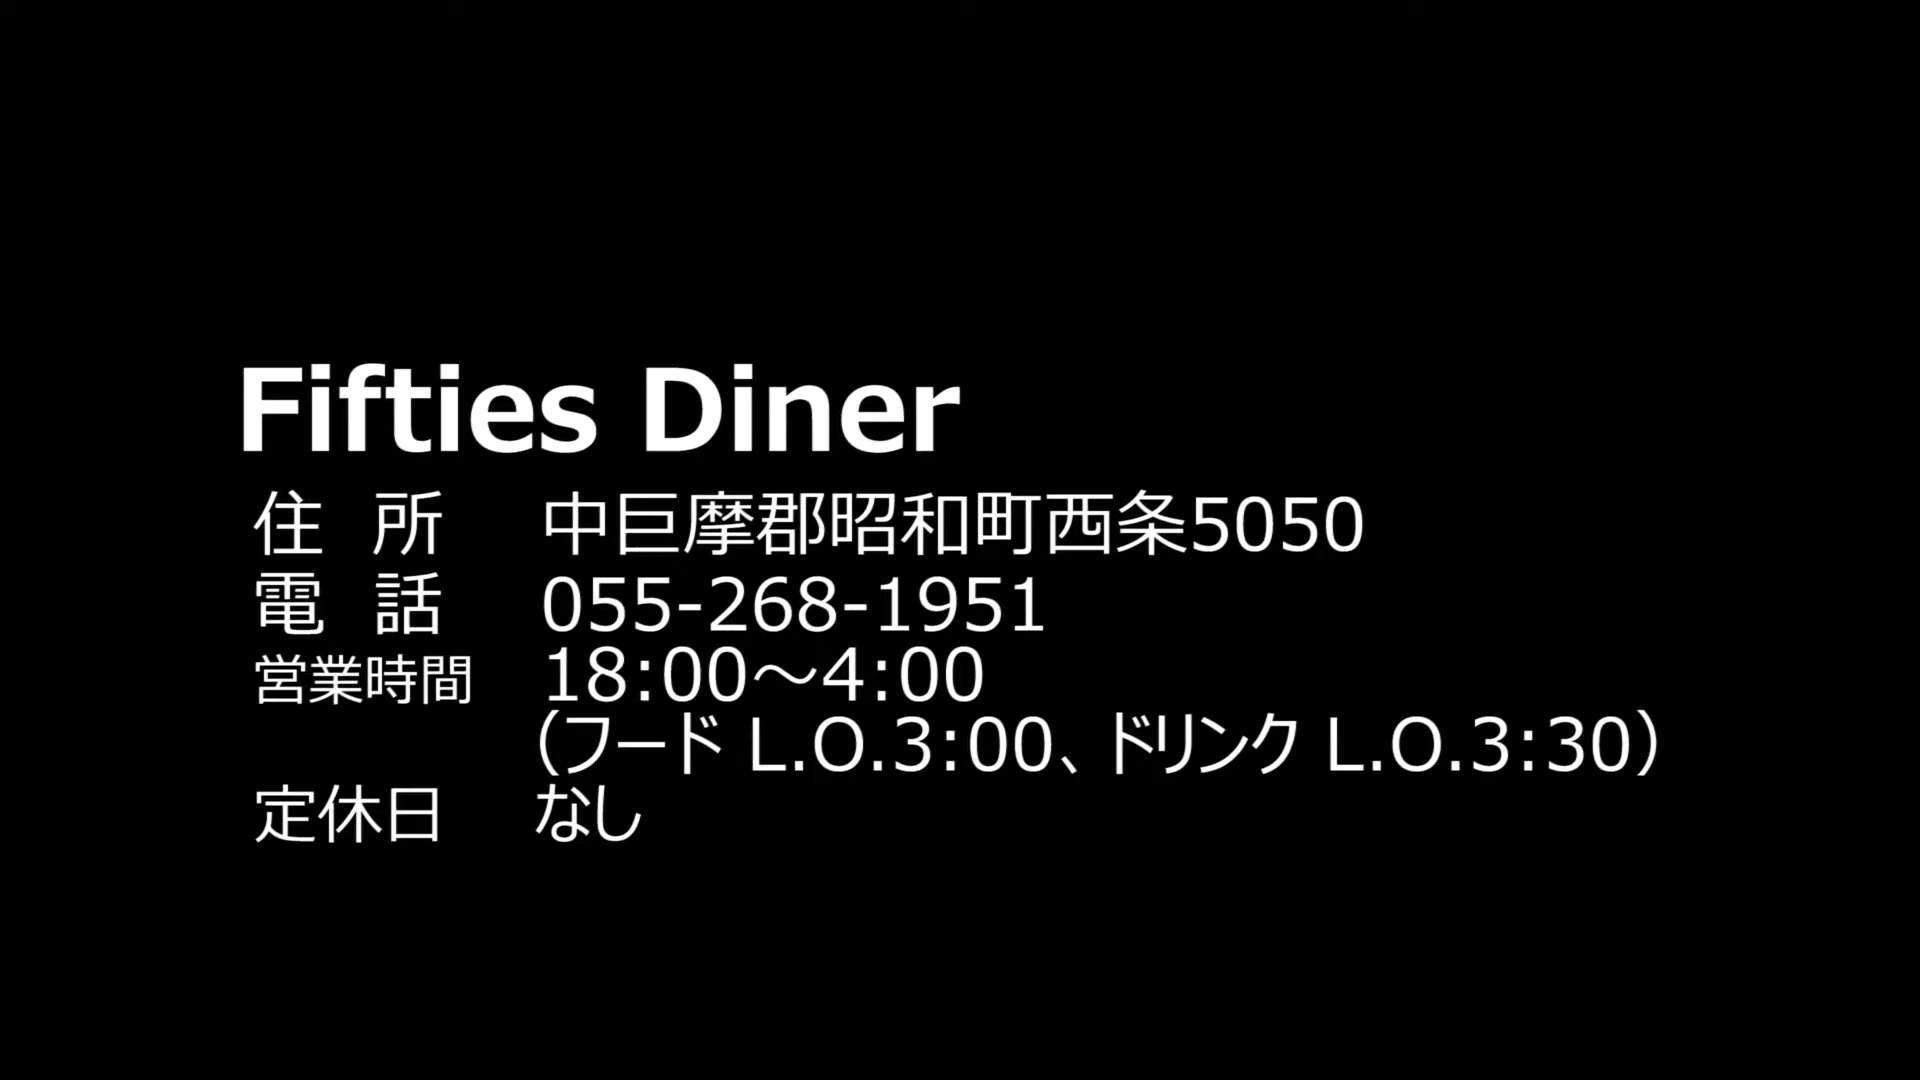 Fifties Diner
住 所 中巨摩郡昭和町西条5050
電 話 055-268-1951
営業時間 18:00～4:00
（フード L.O.3:00、ドリンク L.O.3:30）
定休日 なし